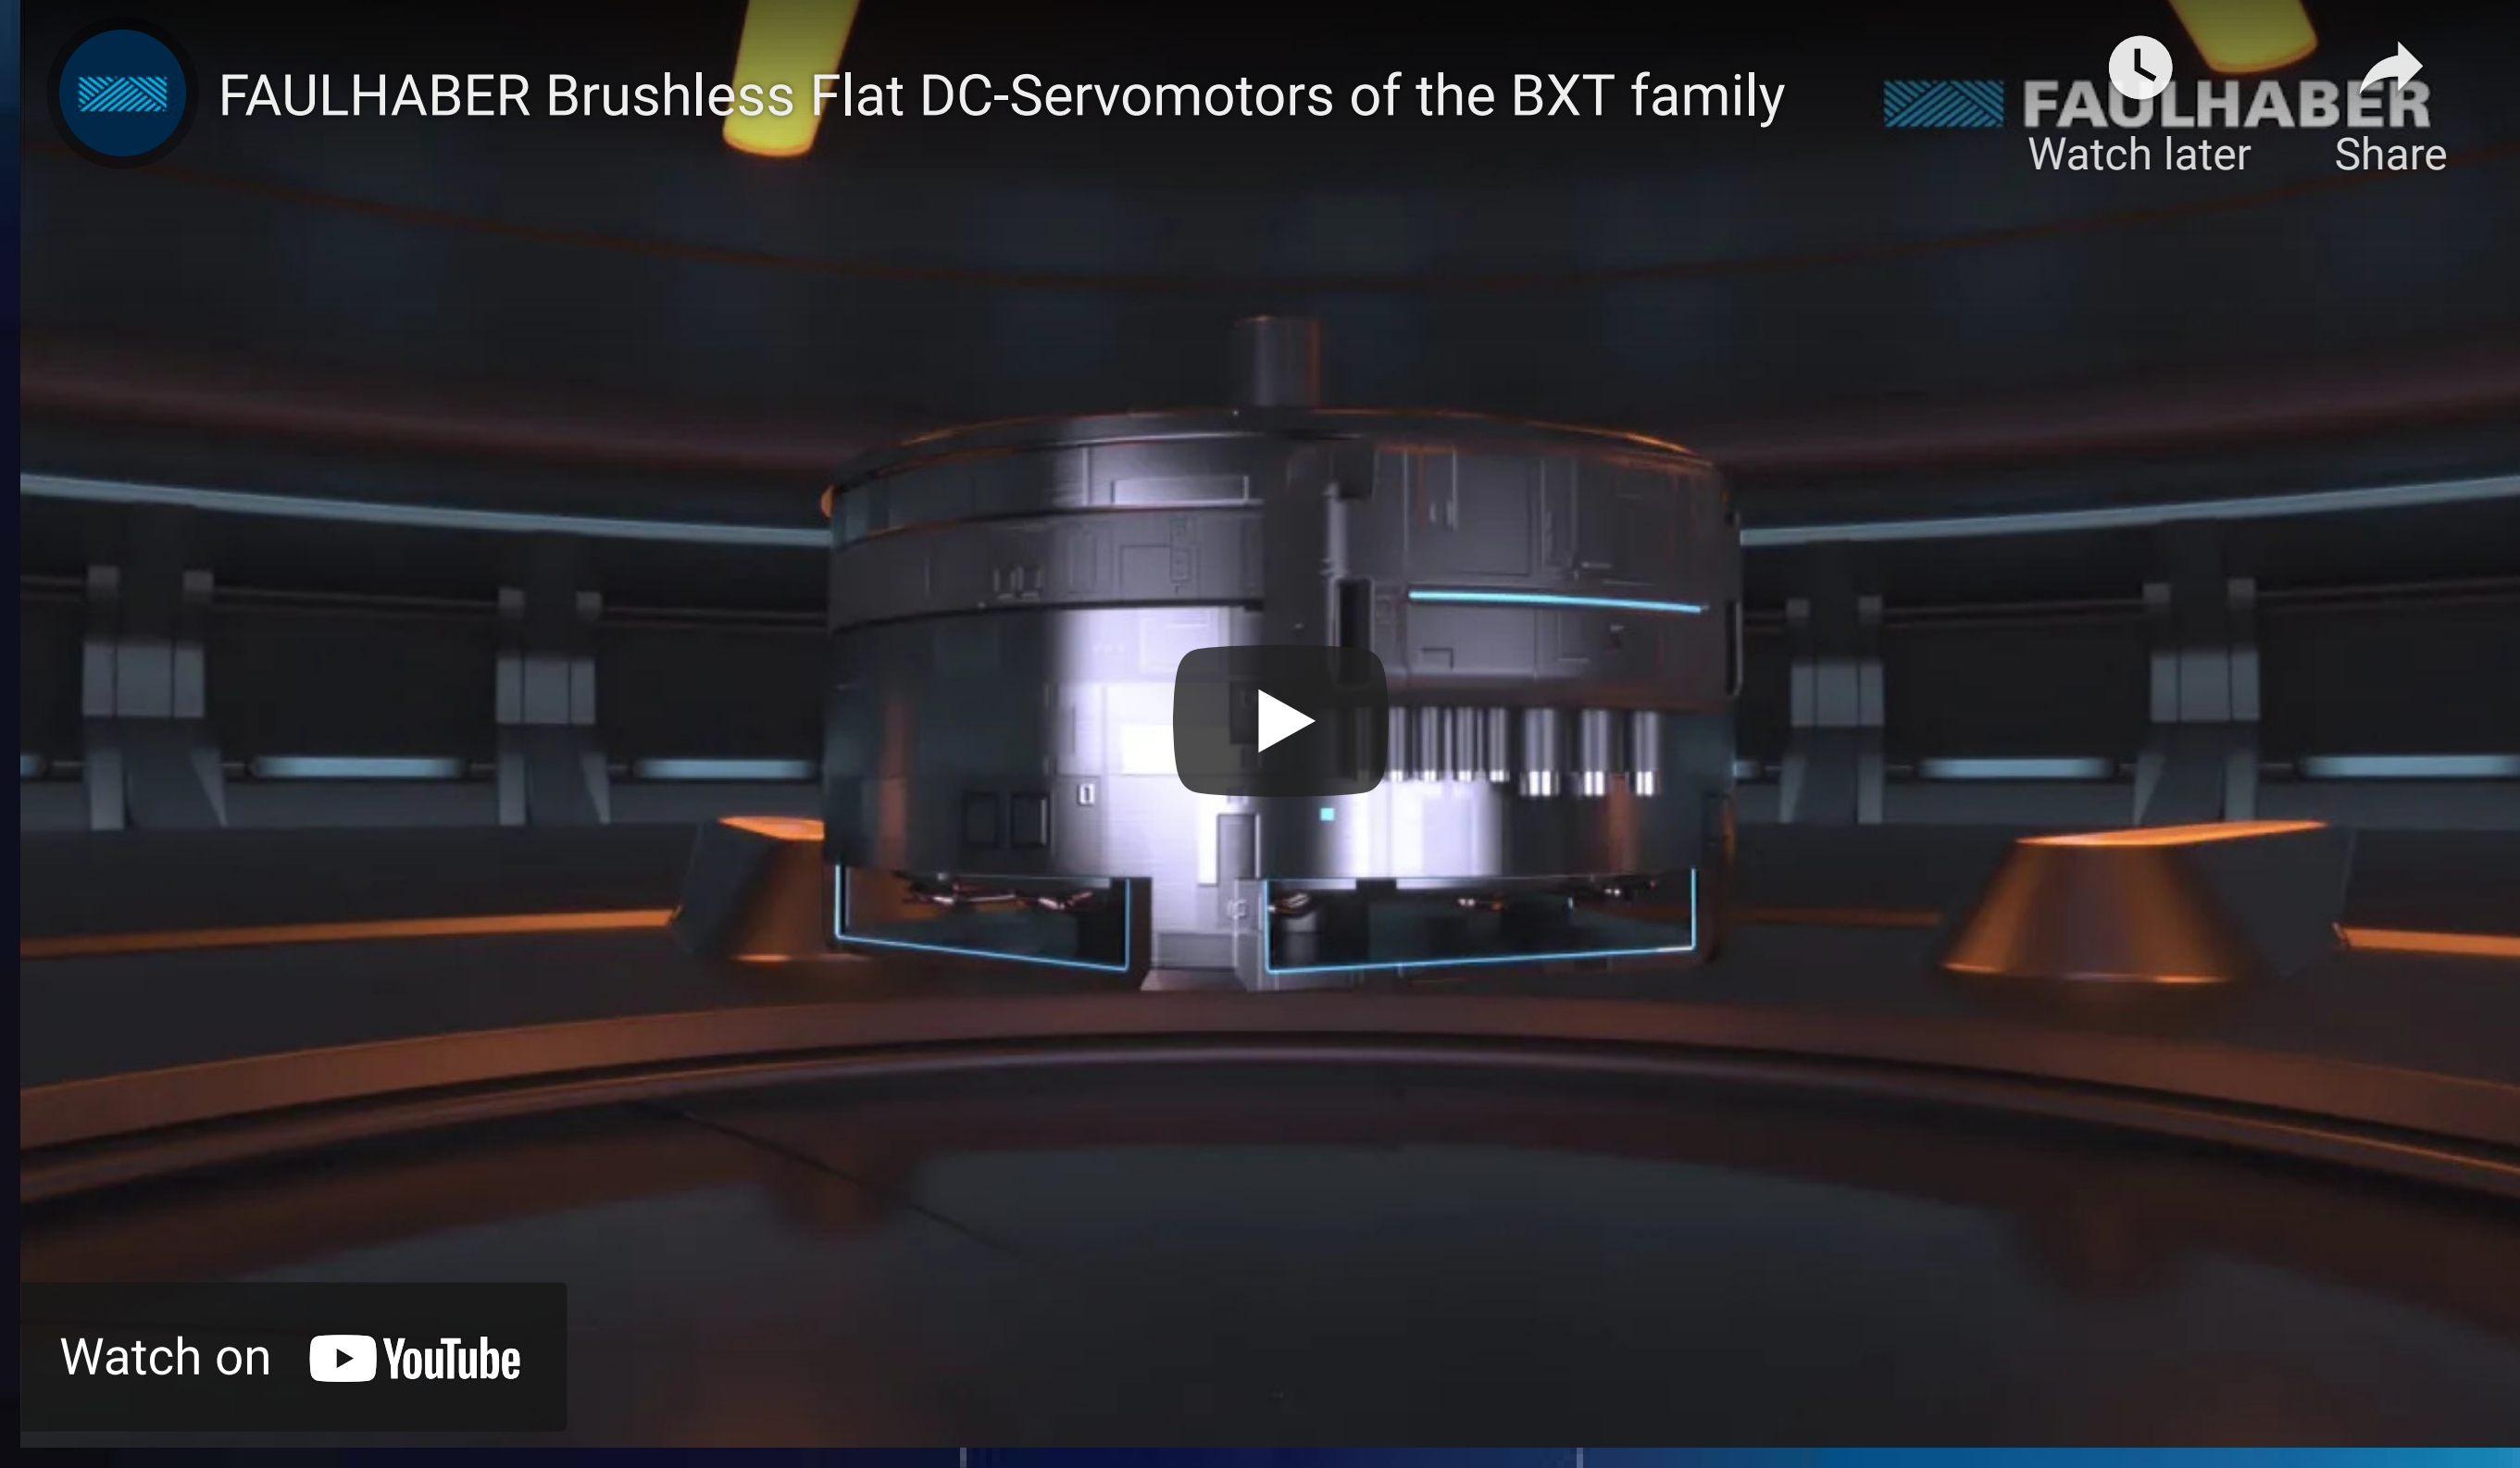 FAULHABER Brushless Flat DC-Servomotors of the BXT family
FAULHABER
Watch later
Share
Watch on YouTube